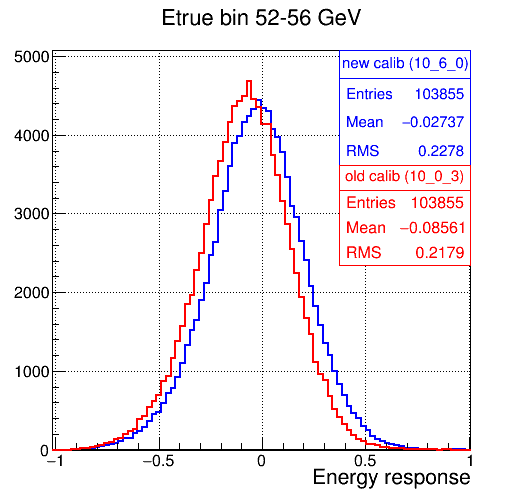 Etrue bin 52-56 GeV
new calib (10_6_0)
Entries 103855
Mean −0.02737
RMS 0.2278
old calib (10_0_3)
Entries 103855
Mean −0.08561
RMS 0.2179
5000
4000
3000
2000
1000
0
−1 −0.5 0 0.5 1
Energy response